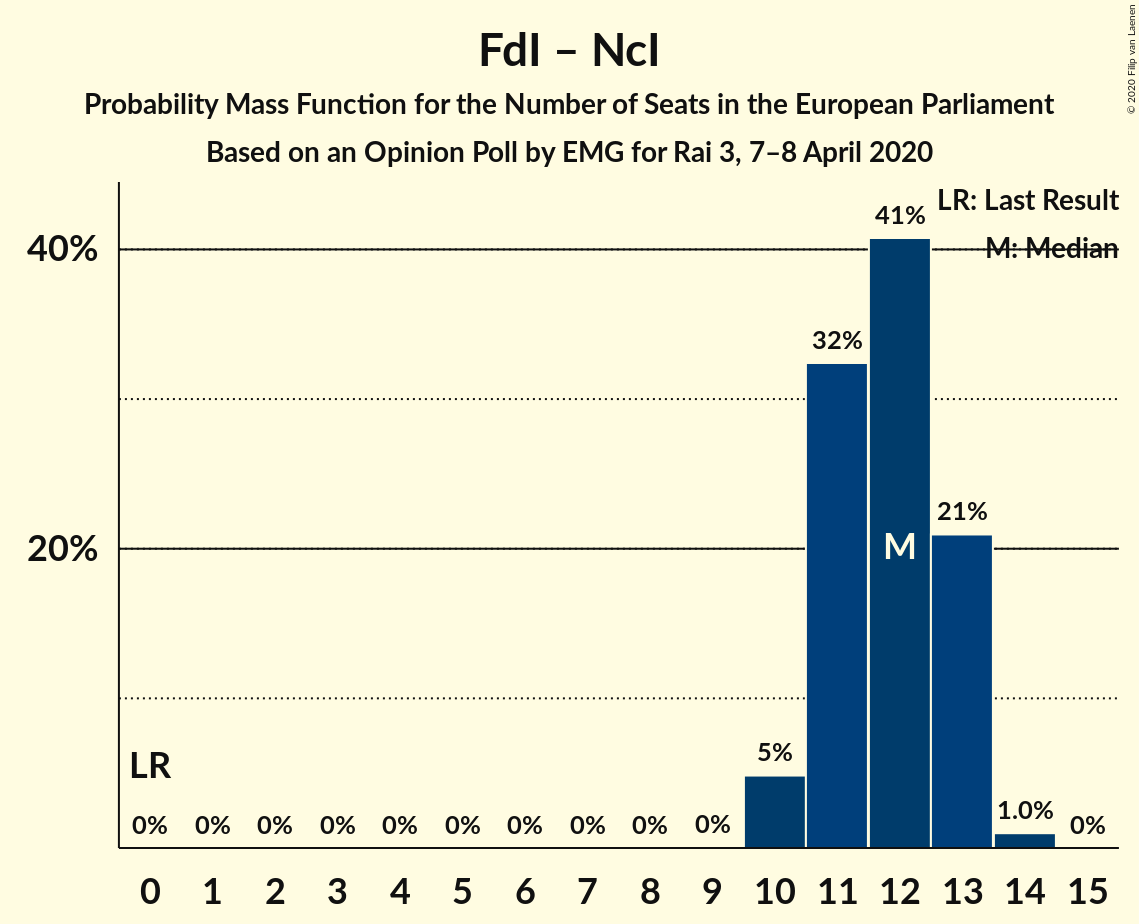 FdI – NcI
Probability Mass Function for the Number of Seats in the European Parliament
Based on an Opinion Poll by EMG for Rai 3, 7–8 April 2020
© 2020 Filip van Laenen
LR: Last Result
M: Median
40%
20%
41%
32%
21%
M
5%
1.0%
LR
0% 0% 0% 0% 0% 0% 0% 0% 0% 0% 0%
0 1 2 3 4 5 6 7 8 9 10 11 12 13 14 15